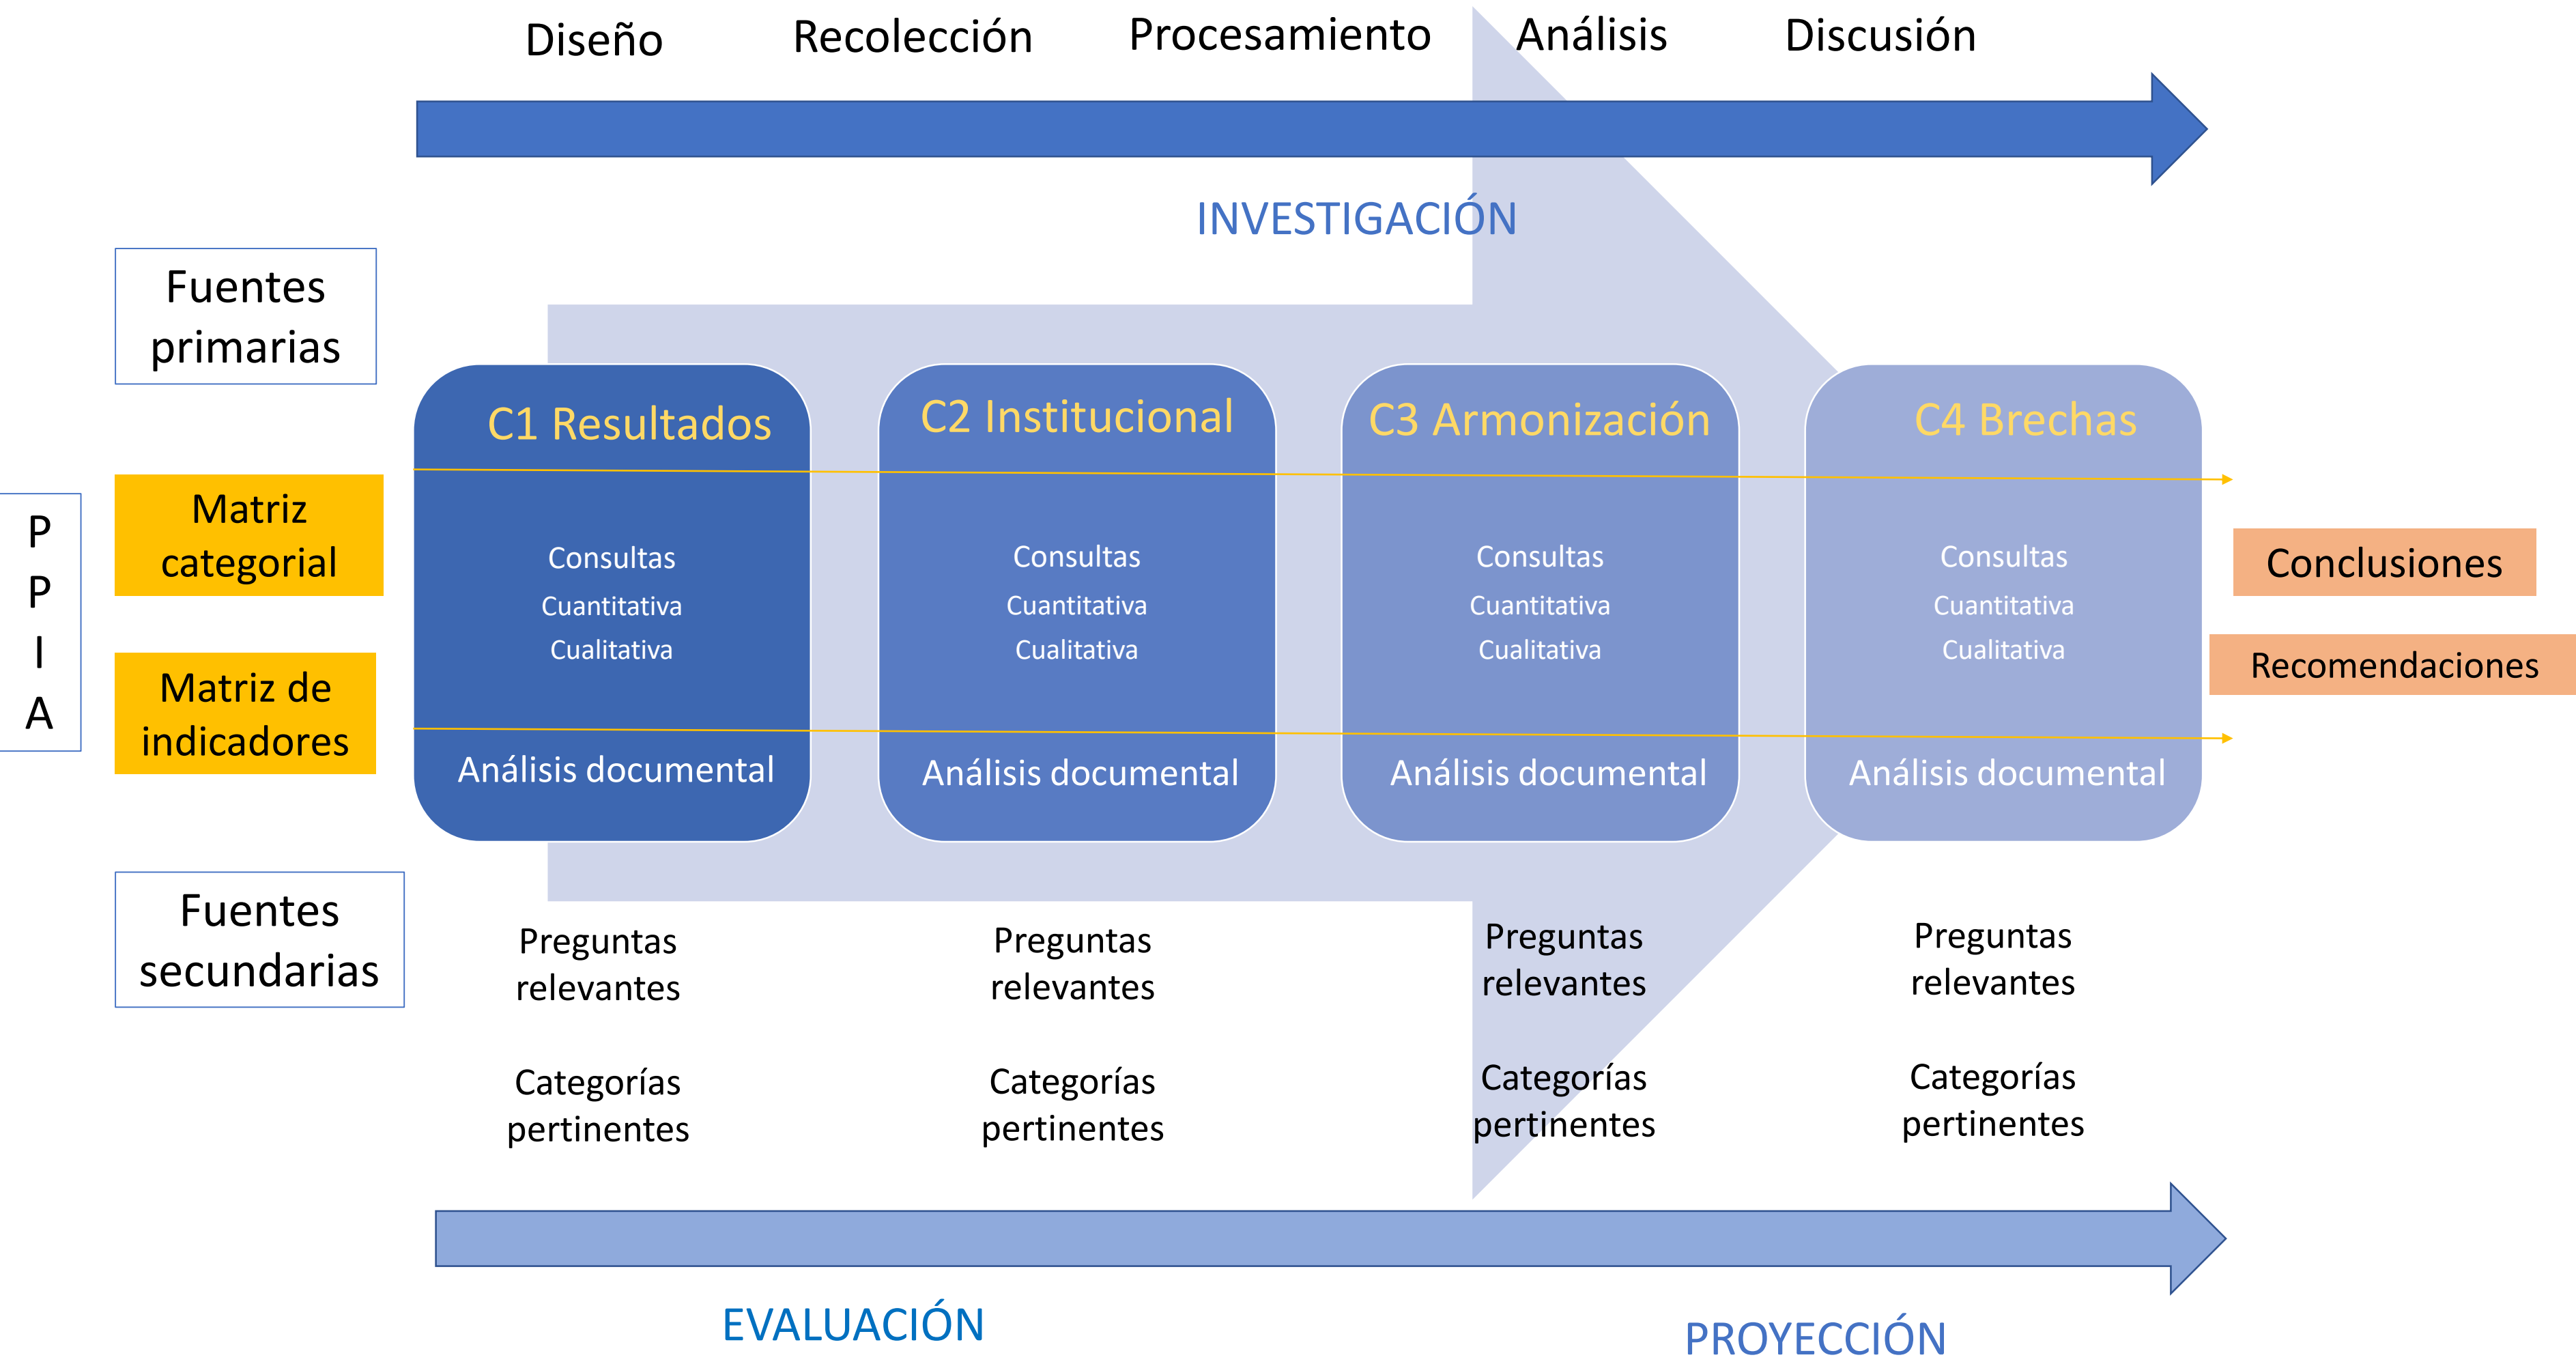 Diseño
Recolección
Procesamiento
Análisis
Discusión
INVESTIGACIÓN
Fuentes
primarias
P
P
I
A
Matriz
categorial
Matriz de
indicadores
Fuentes
secundarias
C1 Resultados
Consultas
Cuantitativa
Cualitativa
Análisis documental
C2 Institucional
Consultas
Cuantitativa
Cualitativa
Análisis documental
C3 Armonización
Consultas
Cuantitativa
Cualitativa
Análisis documental
C4 Brechas
Consultas
Cuantitativa
Cualitativa
Análisis documental
Conclusiones
Recomendaciones
Preguntas
relevantes
Categorías
pertinentes
Preguntas
relevantes
Categorías
pertinentes
Preguntas
relevantes
Categorías
pertinentes
Preguntas
relevantes
Categorías
pertinentes
EVALUACIÓN
PROYECCIÓN